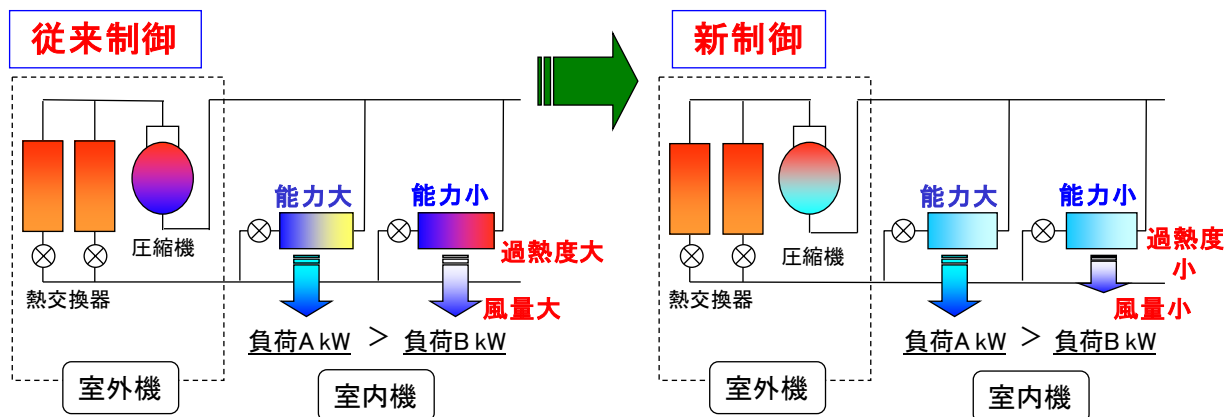 従来制御
能力大
能力小
圧縮機
過熱度大
熱交換器
風量大
負荷A kW > 負荷B kW
室外機
室内機
新制御
能力大
能力小
圧縮機
過熱度
小
熱交換器
風量小
負荷A kW > 負荷B kW
室外機
室内機